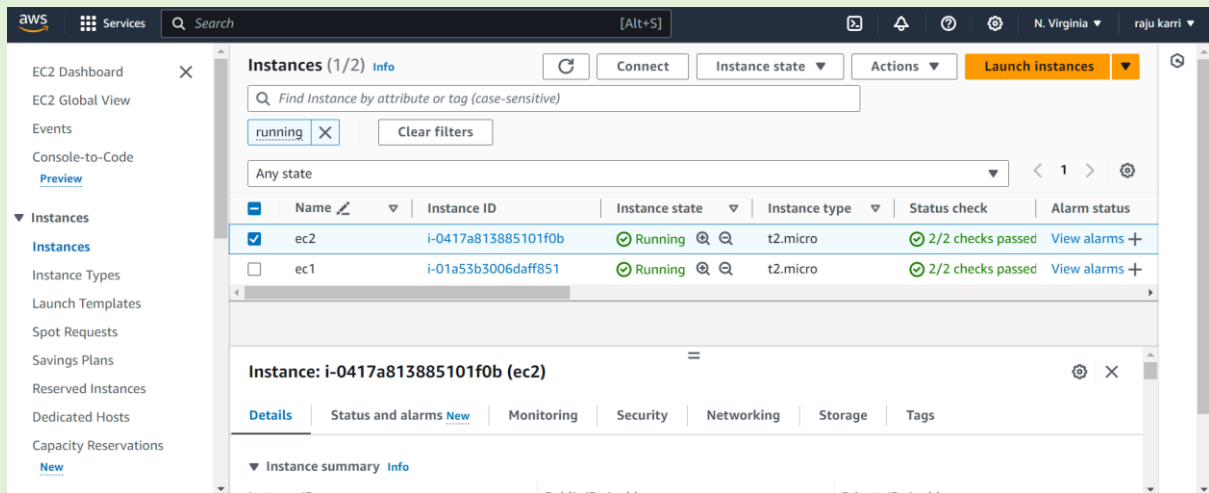 aws Services Search [Alt+S] N. Virginia raju karri
EC2 Dashboard
EC2 Global View
Events
Console-to-Code
Preview
Instances
Instances
Instance Types
Launch Templates
Spot Requests
Savings Plans
Reserved Instances
Dedicated Hosts
Capacity Reservations
New
Instances (1/2) Info Connect Instance state Actions Launch instances
Find Instance by attribute or tag (case-sensitive)
running Clear filters
Any state 1
Name Instance ID Instance state Instance type Status check Alarm status
ec2 i-0417a813885101f0b Running t2.micro 2/2 checks passed View alarms
ec1 i-01a53b3006daff851 Running t2.micro 2/2 checks passed View alarms
Instance: i-0417a813885101f0b (ec2)
Details Status and alarms New Monitoring Security Networking Storage Tags
Instance summary Info